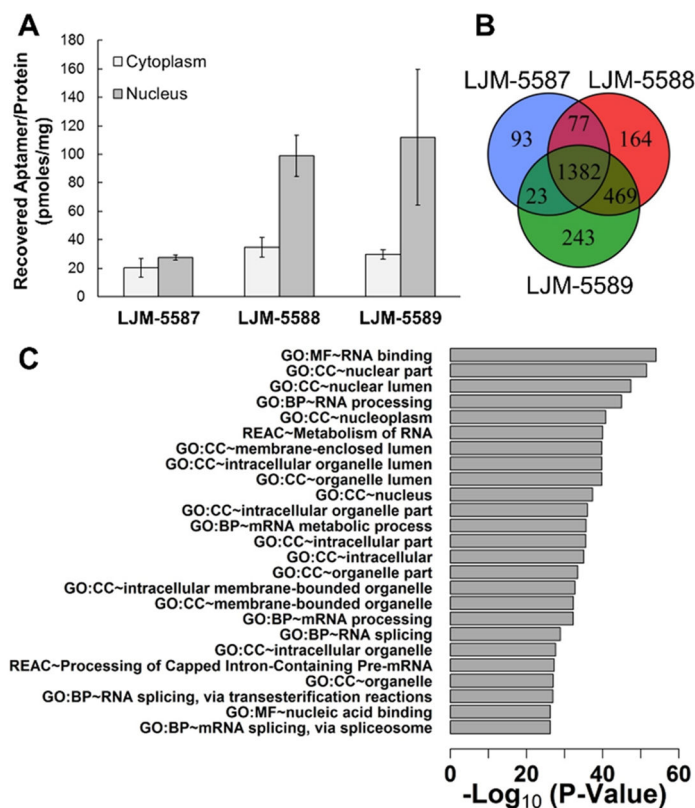 A
Recovered Aptamer/Protein
(pmoles/mg)
180
160
140
120
100
80
60
40
20
0
Cytoplasm
Nucleus
LJM-5587
LJM-5588
LJM-5589
B
LJM-5587
LJM-5588
93
77
164
1382
23
469
243
LJM-5589
C
GO:MF~RNA binding
GO:CC~nuclear part
GO:CC~nuclear lumen
GO:BP~RNA processing
GO:CC~nucleoplasm
REAC~Metabolism of RNA
GO:CC~membrane-enclosed lumen
GO:CC~intracellular organelle lumen
GO:CC~organelle lumen
GO:CC~nucleus
GO:CC~intracellular organelle part
GO:BP~mRNA metabolic process
GO:CC~intracellular part
GO:CC~intracellular
GO:CC~organelle part
GO:CC~intracellular membrane-bounded organelle
GO:CC~membrane-bounded organelle
GO:BP~mRNA processing
GO:BP~RNA splicing
GO:CC~intracellular organelle
REAC~Processing of Capped Intron-Containing Pre-mRNA
GO:CC~organelle
GO:BP~RNA splicing, via transesterification reactions
GO:MF~nucleic acid binding
GO:BP~mRNA splicing, via spliceosome
0 20 40 60
-Log10 (P-Value)